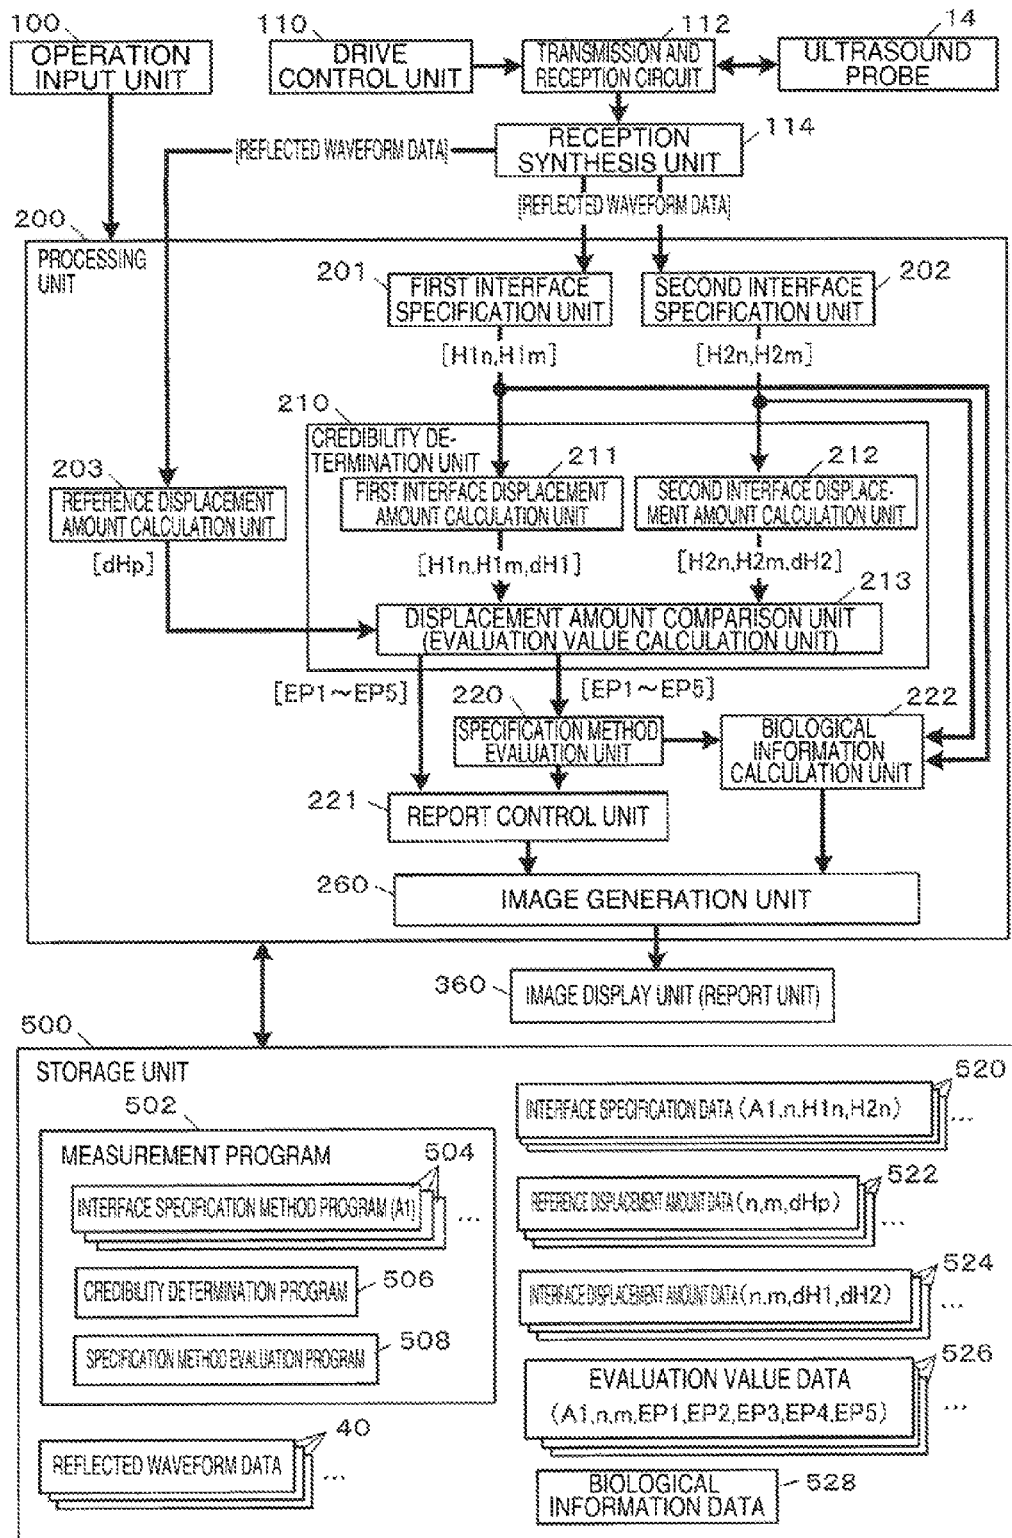 100
OPERATION
INPUT UNIT
110
DRIVE
CONTROL UNIT
112
TRANSMISSION AND
RECEPTION CIRCUIT
14
ULTRASOUND
PROBE
114
RECEPTION
SYNTHESIS UNIT
[REFLECTED WAVEFORM DATA]
[REFLECTED WAVEFORM DATA]
200
PROCESSING
UNIT
201
FIRST INTERFACE
SPECIFICATION UNIT
202
SECOND INTERFACE
SPECIFICATION UNIT
[H1n,H1m]
[H2n,H2m]
210
CREDIBILITY DE-
TERMINATION UNIT
203
REFERENCE DISPLACEMENT
AMOUNT CALCULATION UNIT
211
FIRST INTERFACE DISPLACEMENT
AMOUNT CALCULATION UNIT
212
SECOND INTERFACE DISPLACE-
MENT AMOUNT CALCULATION UNIT
[dHp]
[H1n,H1m,dH1]
[H2n,H2m,dH2]
213
DISPLACEMENT AMOUNT COMPARISON UNIT
(EVALUATION VALUE CALCULATION UNIT)
[EP1～EP5]
[EP1～EP5]
220
SPECIFICATION METHOD
EVALUATION UNIT
222
BIOLOGICAL
INFORMATION
CALCULATION UNIT
221
REPORT CONTROL UNIT
260
IMAGE GENERATION UNIT
360
IMAGE DISPLAY UNIT (REPORT UNIT)
500
STORAGE UNIT
502
MEASUREMENT PROGRAM
504
INTERFACE SPECIFICATION METHOD PROGRAM (A1)
...
506
CREDIBILITY DETERMINATION PROGRAM
508
SPECIFICATION METHOD EVALUATION PROGRAM
40
REFLECTED WAVEFORM DATA
...
520
INTERFACE SPECIFICATION DATA (A1,n,H1n,H2n)
...
522
REFERENCE DISPLACEMENT AMOUNT DATA (n,m,dHp)
...
524
INTERFACE DISPLACEMENT AMOUNT DATA (n,m,dH1,dH2)
...
526
EVALUATION VALUE DATA
(A1,n,m,EP1,EP2,EP3,EP4,EP5)
...
528
BIOLOGICAL
INFORMATION DATA